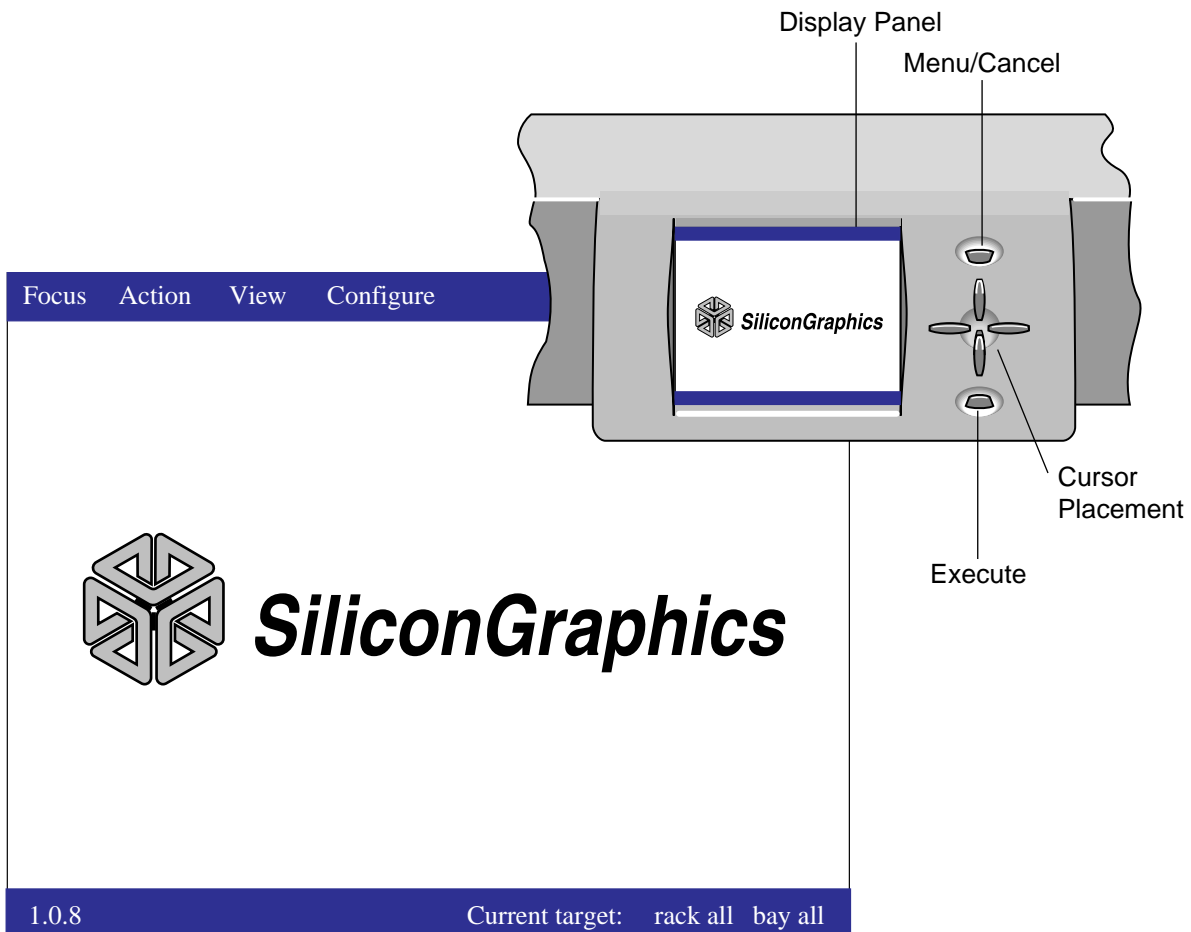 Display Panel
Menu/Cancel
SiliconGraphics
Focus Action View Configure
Cursor
Placement
Execute
SiliconGraphics
1.0.8 Current target: rack all bay all